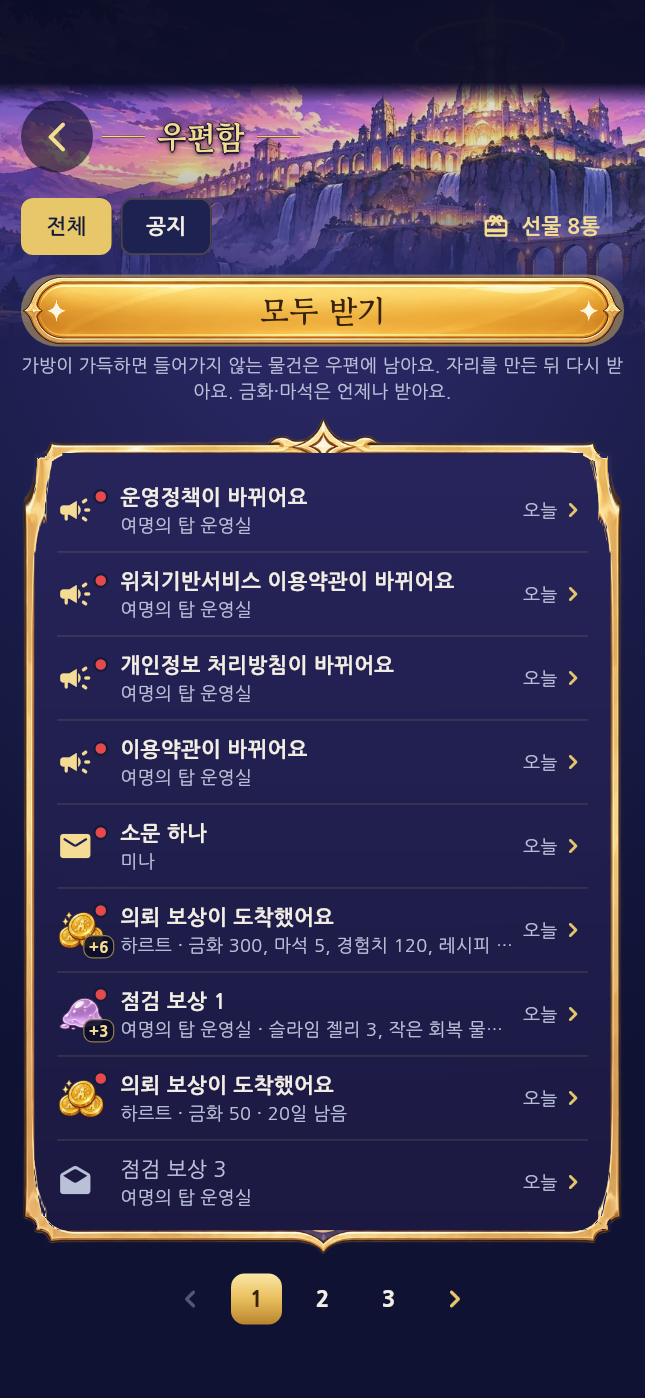 우편함
전체
공지
선물 8통
모두 받기
가방이 가득하면 들어가지 않는 물건은 우편에 남아요. 자리를 만든 뒤 다시 받
아요. 금화·마석은 언제나 받아요.
운영정책이 바뀌어요
여명의 탑 운영실
오늘
위치기반서비스 이용약관이 바뀌어요
여명의 탑 운영실
오늘
개인정보 처리방침이 바뀌어요
여명의 탑 운영실
오늘
이용약관이 바뀌어요
여명의 탑 운영실
오늘
소문 하나
미나
오늘
의뢰 보상이 도착했어요
+6
하르트 · 금화 300, 마석 5, 경험치 120, 레시피 …
오늘
점검 보상 1
+3
여명의 탑 운영실 · 슬라임 젤리 3, 작은 회복 물…
오늘
의뢰 보상이 도착했어요
하르트 · 금화 50 · 20일 남음
오늘
점검 보상 3
여명의 탑 운영실
오늘
1 2 3